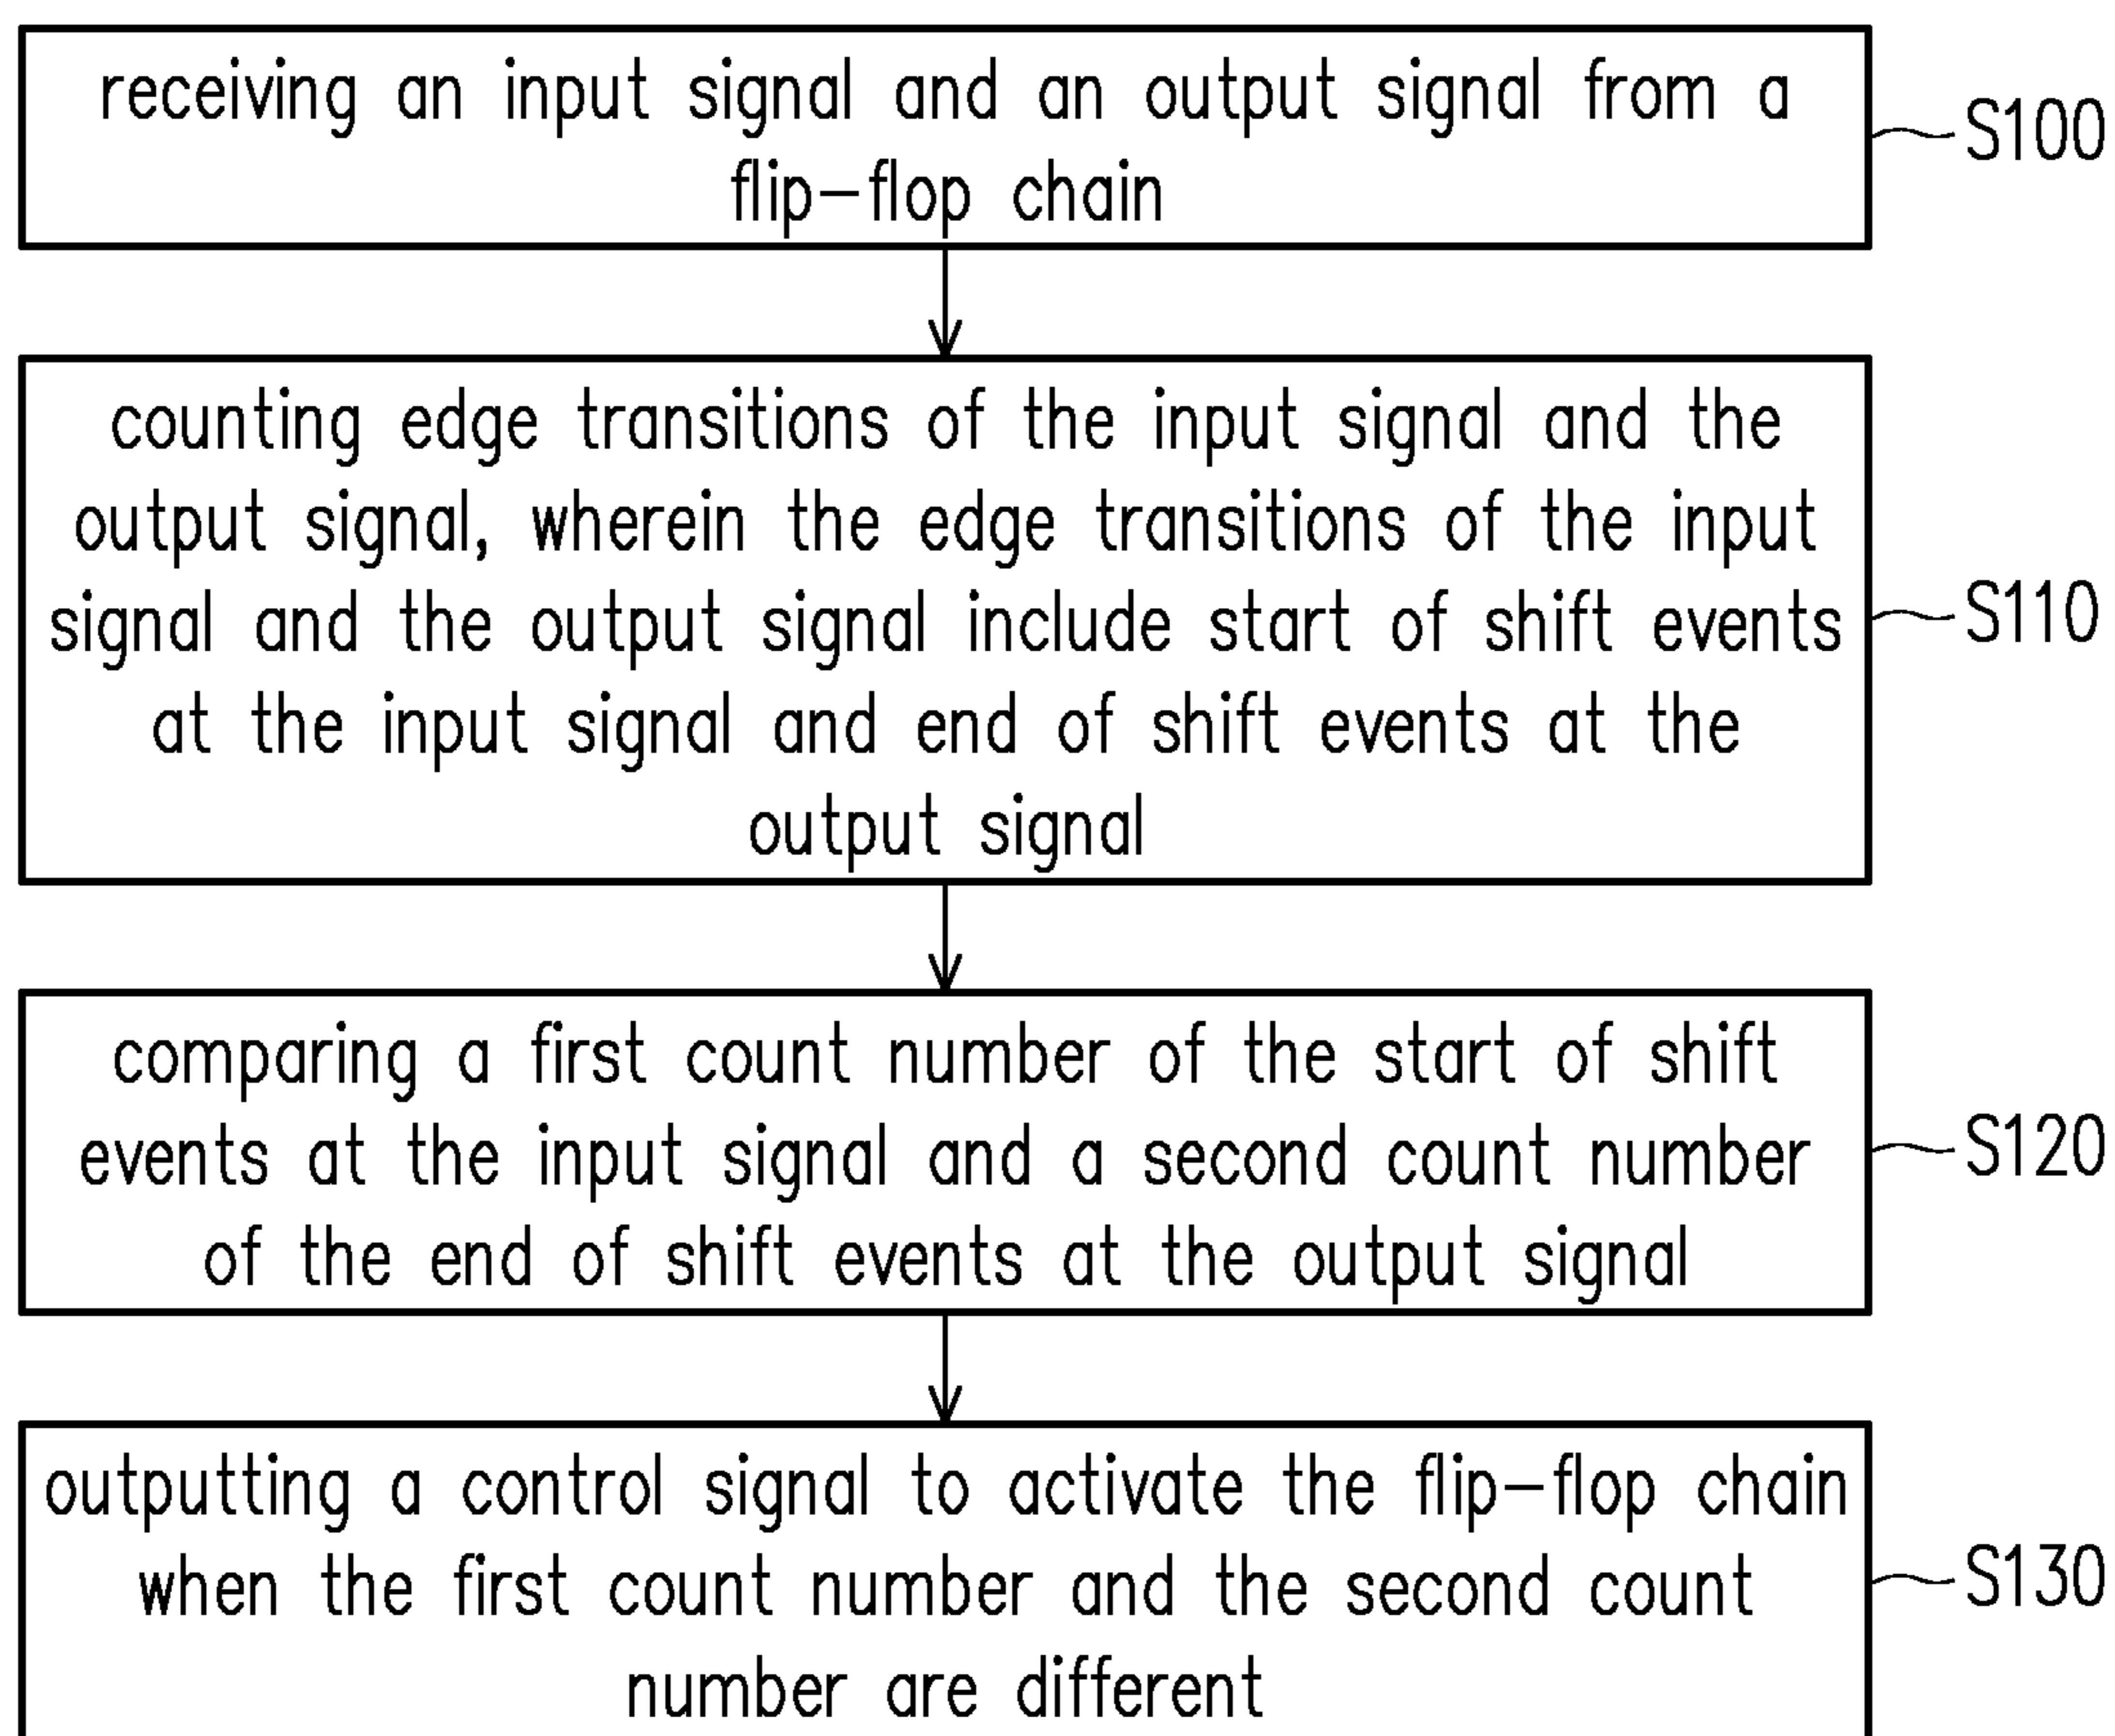 receiving an input signal and an output signal from a
flip-flop chain
S100
counting edge transitions of the input signal and the
output signal, wherein the edge transitions of the input
signal and the output signal include start of shift events
at the input signal and end of shift events at the
output signal
S110
comparing a first count number of the start of shift
events at the input signal and a second count number
of the end of shift events at the output signal
S120
outputting a control signal to activate the flip-flop chain
when the first count number and the second count
number are different
S130